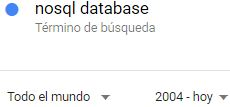 nosql database
Término de búsqueda
Todo el mundo 2004 - hoy